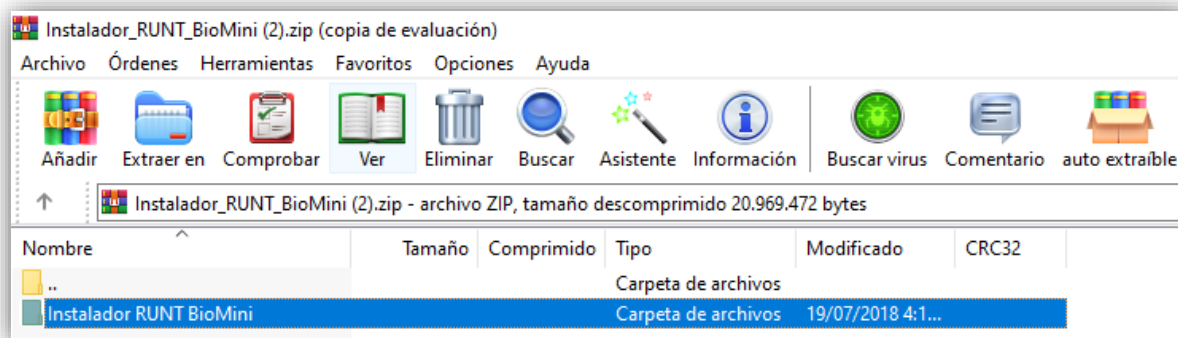 Instalador_RUNT_BioMini (2).zip (copia de evaluación)
Archivo Órdenes Herramientas Favoritos Opciones Ayuda
Añadir Extraer en Comprobar Ver Eliminar Buscar Asistente Información Buscar virus Comentario auto extraíble
Instalador_RUNT_BioMini (2).zip - archivo ZIP, tamaño descomprimido 20.969.472 bytes
Nombre Tamaño Comprimido Tipo Modificado CRC32
.. Carpeta de archivos
Instalador RUNT BioMini Carpeta de archivos 19/07/2018 4:1...